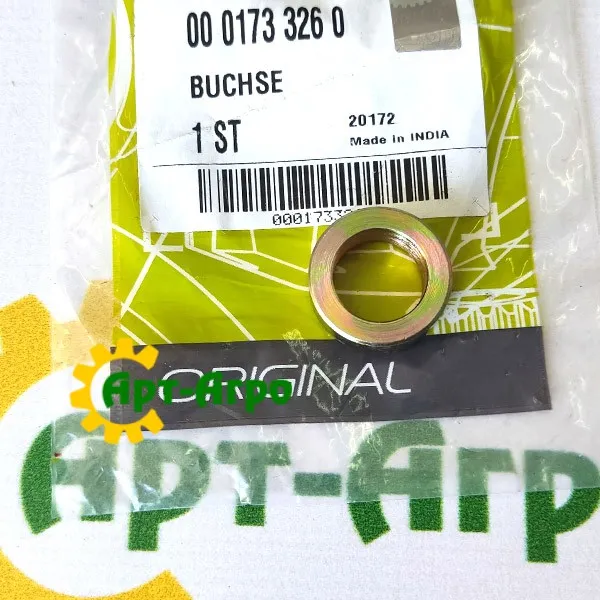 00 0173 326 0
BUCHSE
1 ST
20172
Made in INDIA
ORIGINAL
Арт-Агро
Арт-Агр